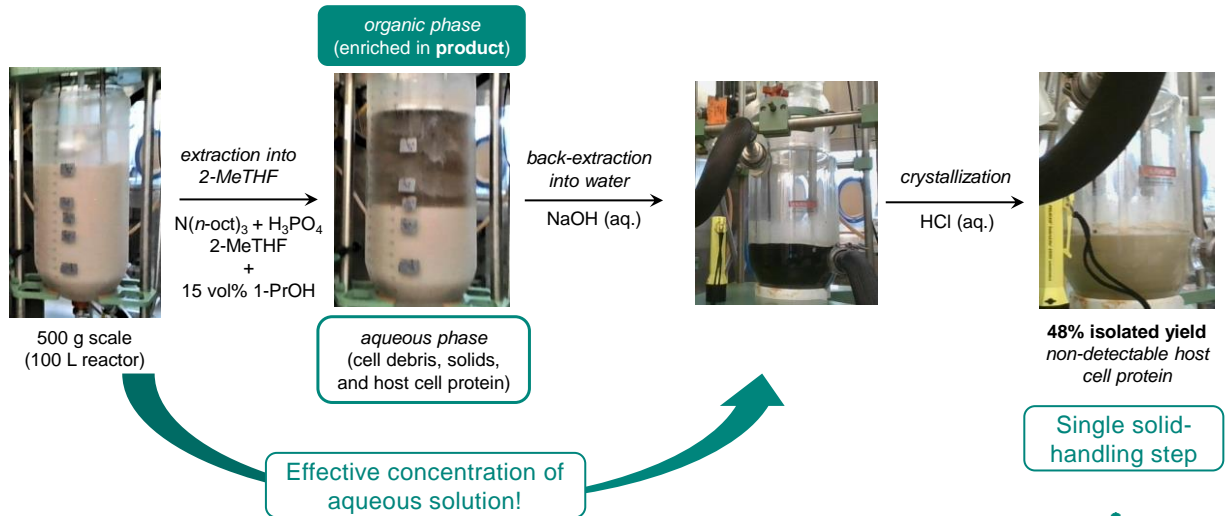 organic phase
(enriched in product)
extraction into
2-MeTHF
N(n-oct)₃ + H₃PO₄
2-MeTHF
+
15 vol% 1-PrOH
back-extraction
into water
NaOH (aq.)
crystallization
HCl (aq.)
500 g scale
(100 L reactor)
aqueous phase
(cell debris, solids,
and host cell protein)
48% isolated yield
non-detectable host
cell protein
Effective concentration of
aqueous solution!
Single solid-
handling step